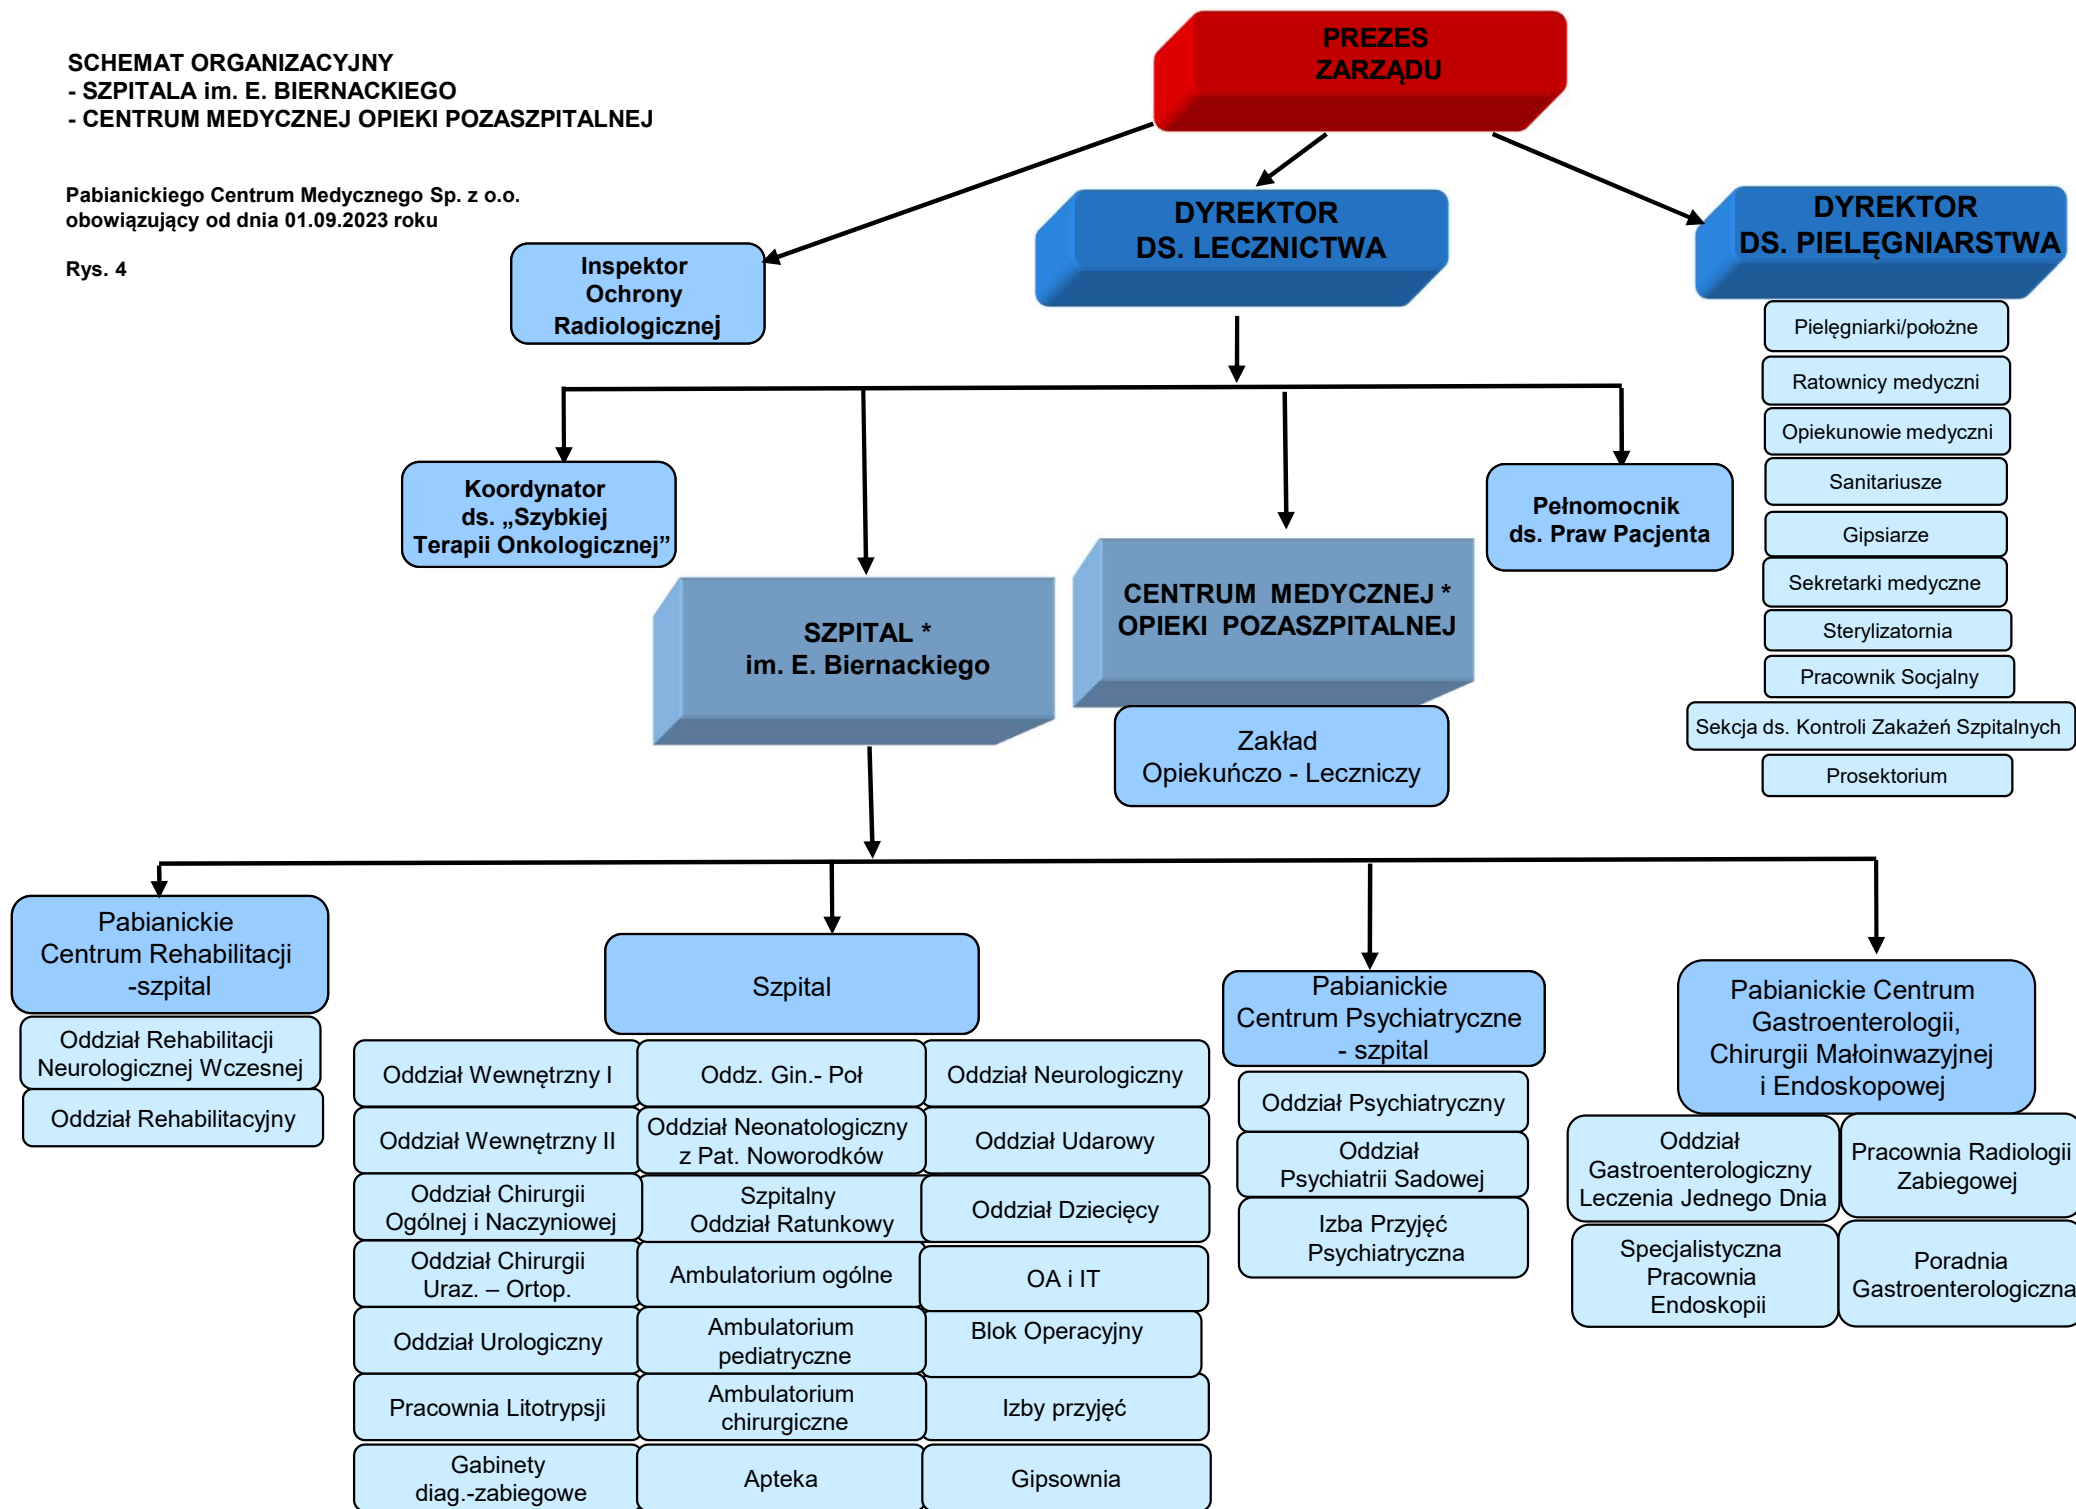 SCHEMAT ORGANIZACYJNY
- SZPITALA im. E. BIERNACKIEGO
- CENTRUM MEDYCZNEJ OPIEKI POZASZPITALNEJ
Pabianickiego Centrum Medycznego Sp. z o.o.
obowiązujący od dnia 01.09.2023 roku
Rys. 4
PREZES
ZARZĄDU
Inspektor
Ochrony
Radiologicznej
DYREKTOR
DS. LECZNICTWA
DYREKTOR
DS. PIELĘGNIARSTWA
Pielęgniarki/położne
Ratownicy medyczni
Opiekunowie medyczni
Sanitariusze
Gipsiarze
Sekretarki medyczne
Sterylizatornia
Pracownik Socjalny
Sekcja ds. Kontroli Zakażeń Szpitalnych
Prosektorium
Koordynator
ds. „Szybkiej
Terapii Onkologicznej”
SZPITAL *
im. E. Biernackiego
CENTRUM MEDYCZNEJ *
OPIEKI POZASZPITALNEJ
Zakład
Opiekuńczo - Leczniczy
Pełnomocnik
ds. Praw Pacjenta
Pabianickie
Centrum Rehabilitacji
-szpital
Oddział Rehabilitacji
Neurologicznej Wczesnej
Oddział Rehabilitacyjny
Szpital
Oddział Wewnętrzny I
Oddział Wewnętrzny II
Oddział Chirurgii
Ogólnej i Naczyniowej
Oddział Chirurgii
Uraz. – Ortop.
Oddział Urologiczny
Pracownia Litotrypsji
Gabinety
diag.-zabiegowe
Oddz. Gin.- Poł
Oddział Neonatologiczny
z Pat. Noworodków
Szpitalny
Oddział Ratunkowy
Ambulatorium ogólne
Ambulatorium
pediatryczne
Ambulatorium
chirurgiczne
Apteka
Oddział Neurologiczny
Oddział Udarowy
Oddział Dziecięcy
OA i IT
Blok Operacyjny
Izby przyjęć
Gipsownia
Pabianickie
Centrum Psychiatryczne
- szpital
Oddział Psychiatryczny
Oddział
Psychiatrii Sadowej
Izba Przyjęć
Psychiatryczna
Pabianickie Centrum
Gastroenterologii,
Chirurgii Małoinwazyjnej
i Endoskopowej
Oddział
Gastroenterologiczny
Leczenia Jednego Dnia
Pracownia Radiologii
Zabiegowej
Specjalistyczna
Pracownia
Endoskopii
Poradnia
Gastroenterologiczna